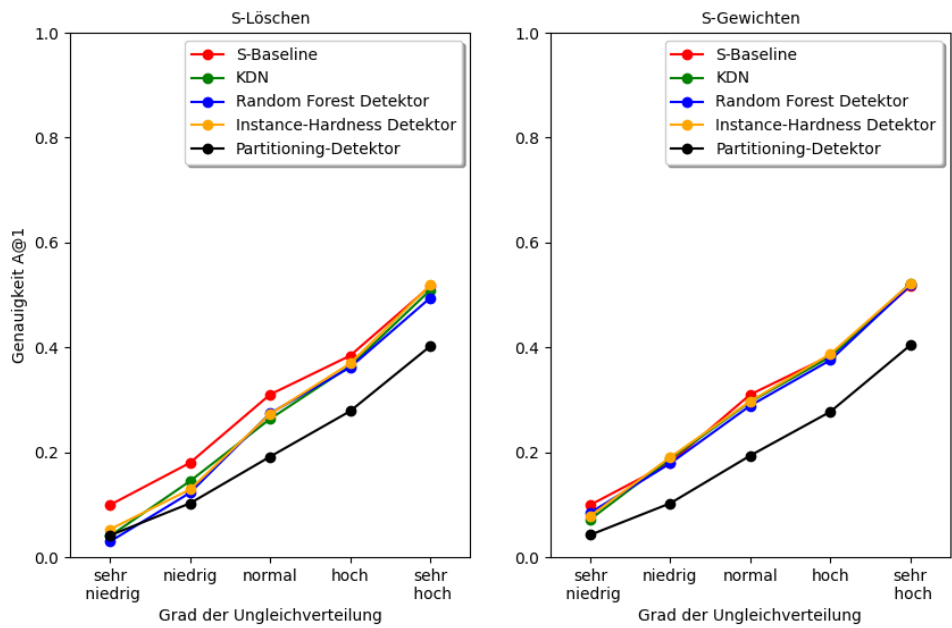 S-Löschen
1.0
0.8
0.6
0.4
0.2
0.0
Genauigkeit A@1
S-Baseline
KDN
Random Forest Detektor
Instance-Hardness Detektor
Partitioning-Detektor
sehr
niedrig
niedrig
normal
hoch
sehr
hoch
Grad der Ungleichverteilung
S-Gewichten
1.0
0.8
0.6
0.4
0.2
0.0
S-Baseline
KDN
Random Forest Detektor
Instance-Hardness Detektor
Partitioning-Detektor
sehr
niedrig
niedrig
normal
hoch
sehr
hoch
Grad der Ungleichverteilung